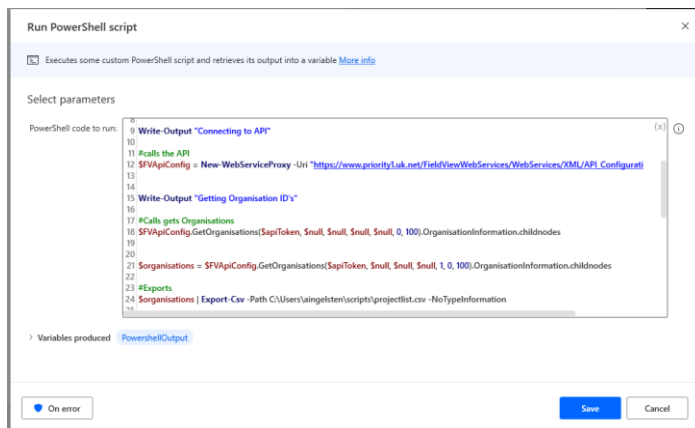 Run PowerShell script
Executes some custom PowerShell script and retrieves its output into a variable More info
Select parameters
PowerShell code to run:
{x}
8
9 Write-Output "Connecting to API"
10
11 #calls the API
12 $FVApiConfig = New-WebServiceProxy -Uri "https://www.priority1.uk.net/FieldViewWebServices/WebServices/XML/API_Configurati
13
14
15 Write-Output "Getting Organisation ID's"
16
17 #Calls gets Organisations
18 $FVApiConfig.GetOrganisations($apiToken, $null, $null, $null, $null, 0, 100).OrganisationInformation.childnodes
19
20
21 $organisations = $FVApiConfig.GetOrganisations($apiToken, $null, $null, $null, 1, 0, 100).OrganisationInformation.childnodes
22
23 #Exports
24 $organisations | Export-Csv -Path C:\Users\aingelsten\scripts\projectlist.csv -NoTypeInformation
25
Variables produced PowershellOutput
On error
Save
Cancel